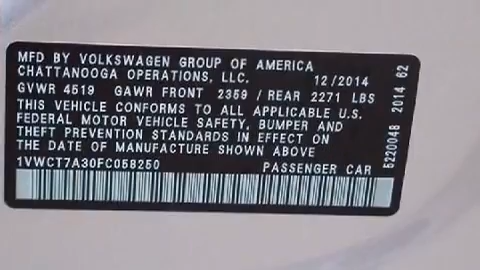 MFD BY VOLKSWAGEN GROUP OF AMERICA
CHATTANOOGA OPERATIONS, LLC. 12/2014
GVWR 4519 GAWR FRONT 2359 / REAR 2271 LBS
THIS VEHICLE CONFORMS TO ALL APPLICABLE U.S.
FEDERAL MOTOR VEHICLE SAFETY, BUMPER AND
THEFT PREVENTION STANDARDS IN EFFECT ON
THE DATE OF MANUFACTURE SHOWN ABOVE
1VWCT7A30FC058250 PASSENGER CAR
5220048 2014 62